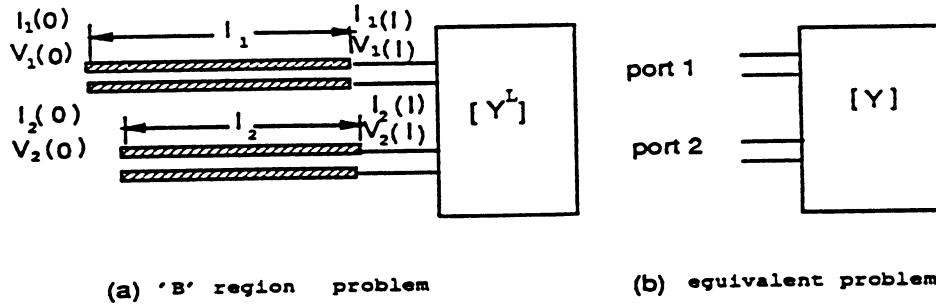 I₁(0)
V₁(0)
l₁
I₁(l)
V₁(l)
I₂(0)
V₂(0)
l₂
I₂(l)
V₂(l)
[Yᴸ]
port 1
port 2
[Y]
(a) 'B' region problem
(b) eguivalent problem